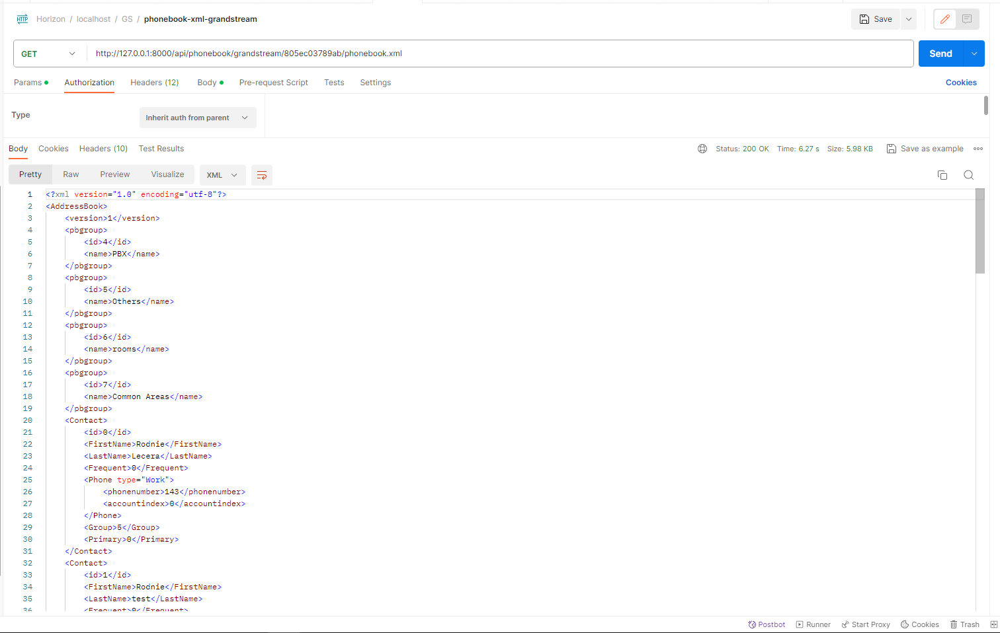 HTTP Horizon / localhost / GS / phonebook-xml-grandstream Save
GET http://127.0.0.1:8000/api/phonebook/grandstream/805ec03789ab/phonebook.xml Send
Params Authorization Headers (12) Body Pre-request Script Tests Settings Cookies
Type Inherit auth from parent
Body Cookies Headers (10) Test Results Status: 200 OK Time: 6.27 s Size: 5.98 KB Save as example
Pretty Raw Preview Visualize XML
1 <?xml version="1.0" encoding="utf-8"?>
2 <AddressBook>
3 <version>1</version>
4 <pbgroup>
5 <id>4</id>
6 <name>PBX</name>
7 </pbgroup>
8 <pbgroup>
9 <id>5</id>
10 <name>Others</name>
11 </pbgroup>
12 <pbgroup>
13 <id>6</id>
14 <name>rooms</name>
15 </pbgroup>
16 <pbgroup>
17 <id>7</id>
18 <name>Common Areas</name>
19 </pbgroup>
20 <Contact>
21 <id>0</id>
22 <FirstName>Rodnie</FirstName>
23 <LastName>Lecera</LastName>
24 <Frequent>0</Frequent>
25 <Phone type="Work">
26 <phonenumber>143</phonenumber>
27 <accountindex>0</accountindex>
28 </Phone>
29 <Group>5</Group>
30 <Primary>0</Primary>
31 </Contact>
32 <Contact>
33 <id>1</id>
34 <FirstName>Rodnie</FirstName>
35 <LastName>test</LastName>
36 <Frequent>0</Frequent>
Postbot Runner Start Proxy Cookies Trash